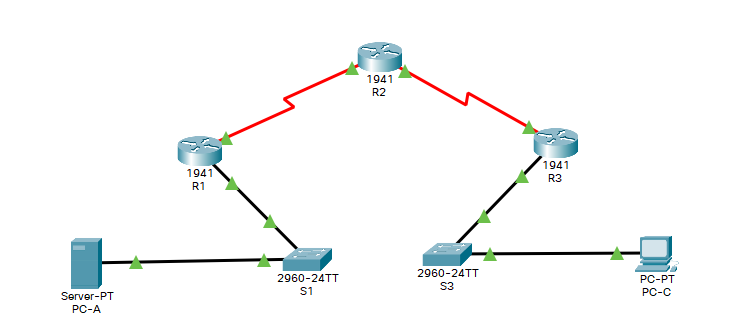 1941
R2
1941
R1
1941
R3
2960-24TT
S1
2960-24TT
S3
Server-PT
PC-A
PC-PT
PC-C